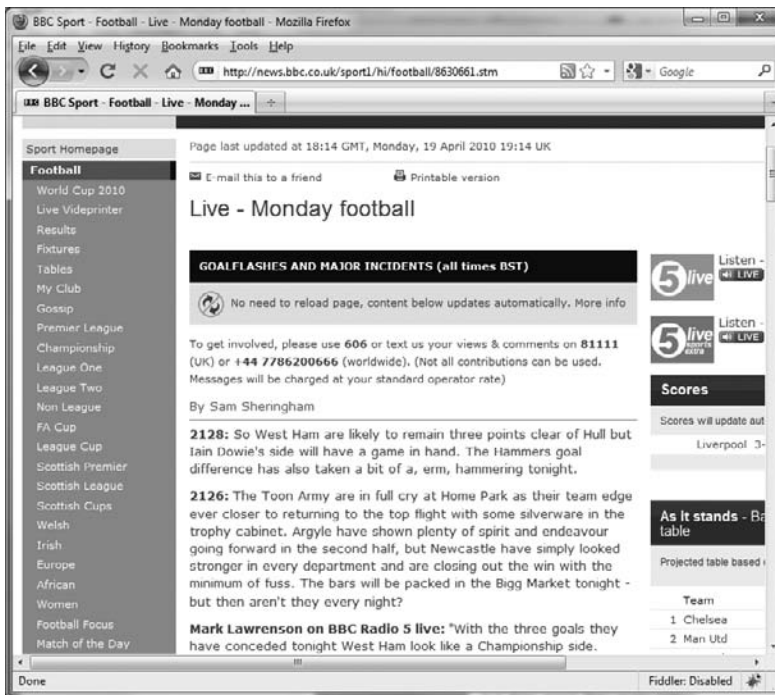 BBC Sport - Football - Live - Monday football - Mozilla Firefox
File Edit View History Bookmarks Tools Help
http://news.bbc.co.uk/sport1/hi/football/8630661.stm
Google
BBC Sport - Football - Live - Monday ...
Sport Homepage
Football
World Cup 2010
Live Videprinter
Results
Fixtures
Tables
My Club
Gossip
Premier League
Championship
League One
League Two
Non League
FA Cup
League Cup
Scottish Premier
Scottish League
Scottish Cups
Welsh
Irish
Europe
African
Women
Football Focus
Match of the Day
Page last updated at 18:14 GMT, Monday, 19 April 2010 19:14 UK
E-mail this to a friend
Printable version
Live - Monday football
GOALFLASHES AND MAJOR INCIDENTS (all times BST)
No need to reload page, content below updates automatically. More info
To get involved, please use 606 or text us your views & comments on 81111
(UK) or +44 7786200666 (worldwide). (Not all contributions can be used.
Messages will be charged at your standard operator rate)
By Sam Sheringham
2128: So West Ham are likely to remain three points clear of Hull but
Iain Dowie's side will have a game in hand. The Hammers goal
difference has also taken a bit of a, erm, hammering tonight.
2126: The Toon Army are in full cry at Home Park as their team edge
ever closer to returning to the top flight with some silverware in the
trophy cabinet. Argyle have shown plenty of spirit and endeavour
going forward in the second half, but Newcastle have simply looked
stronger in every department and are closing out the win with the
minimum of fuss. The bars will be packed in the Bigg Market tonight -
but then aren't they every night?
Mark Lawrenson on BBC Radio 5 live: "With the three goals they
have conceded tonight West Ham look like a Championship side.
5 live
Listen -
LIVE
5 live sports extra
Listen -
LIVE
Scores
Scores will update aut
Liverpool 3-
As it stands - Ba
table
Projected table based
Team
1 Chelsea
2 Man Utd
Done
Fiddler: Disabled